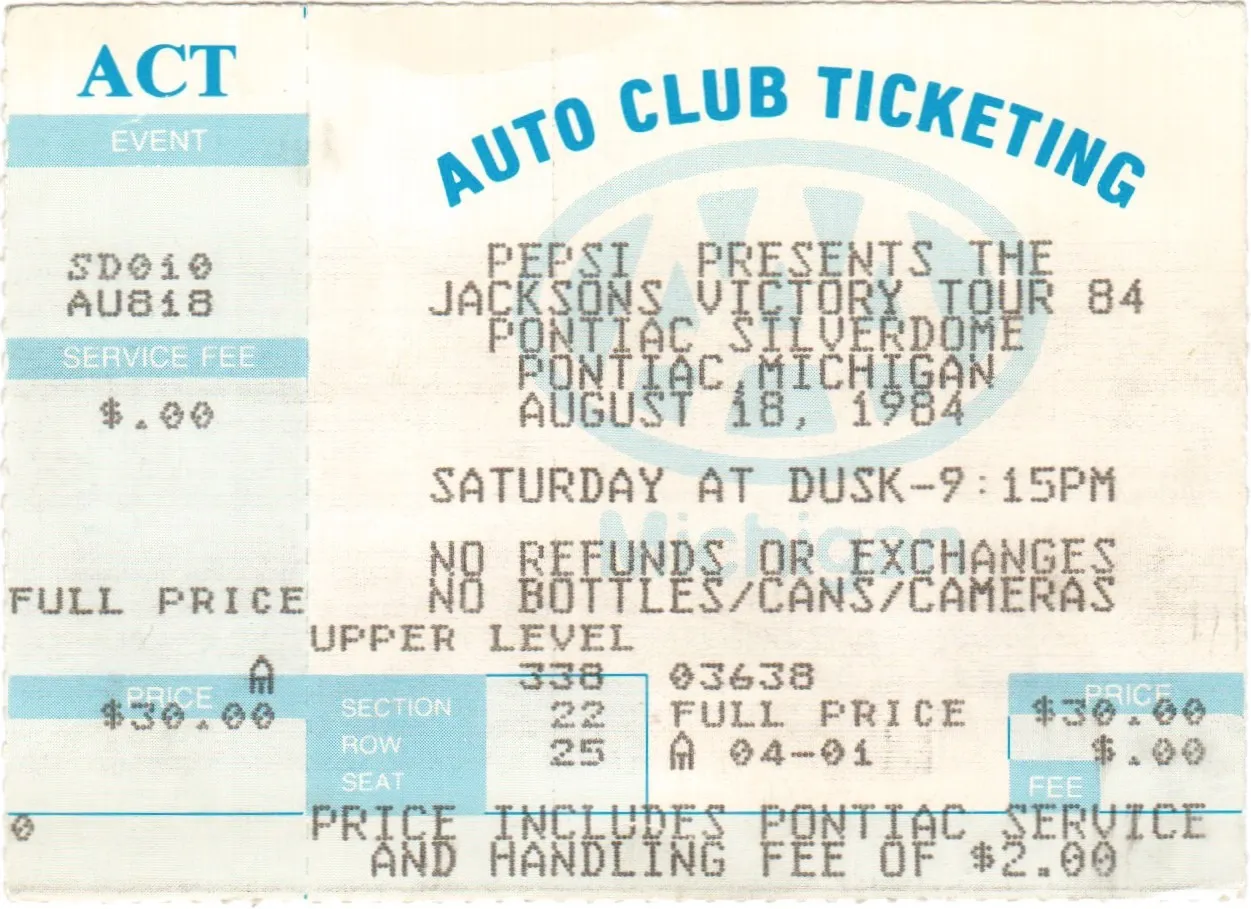 ACT
EVENT
SD010
AU818
SERVICE FEE
$.00
FULL PRICE
A
PRICE
$30.00
0
AUTO CLUB TICKETING
PEPSI PRESENTS THE
JACKSONS VICTORY TOUR 84
PONTIAC SILVERDOME
PONTIAC,MICHIGAN
AUGUST 18, 1984
SATURDAY AT DUSK-9:15PM
Michigan
NO REFUNDS OR EXCHANGES
NO BOTTLES/CANS/CAMERAS
UPPER LEVEL
338 03638
SECTION 22 FULL PRICE
ROW 25 A 04-01
SEAT
PRICE
$30.00
$.00
FEE
PRICE INCLUDES PONTIAC SERVICE
AND HANDLING FEE OF $2.00